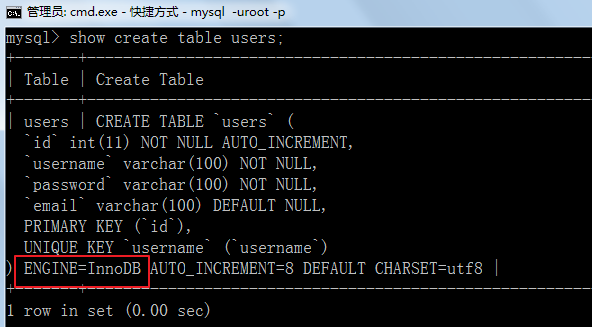 管理员: cmd.exe - 快捷方式 - mysql  -uroot -p
mysql> show create table users;
+-------+---------------------------------------------------
| Table | Create Table
+-------+---------------------------------------------------
| users | CREATE TABLE `users` (
  `id` int(11) NOT NULL AUTO_INCREMENT,
  `username` varchar(100) NOT NULL,
  `password` varchar(100) NOT NULL,
  `email` varchar(100) DEFAULT NULL,
  PRIMARY KEY (`id`),
  UNIQUE KEY `username` (`username`)
) ENGINE=InnoDB AUTO_INCREMENT=8 DEFAULT CHARSET=utf8 |
+-------+---------------------------------------------------
1 row in set (0.00 sec)